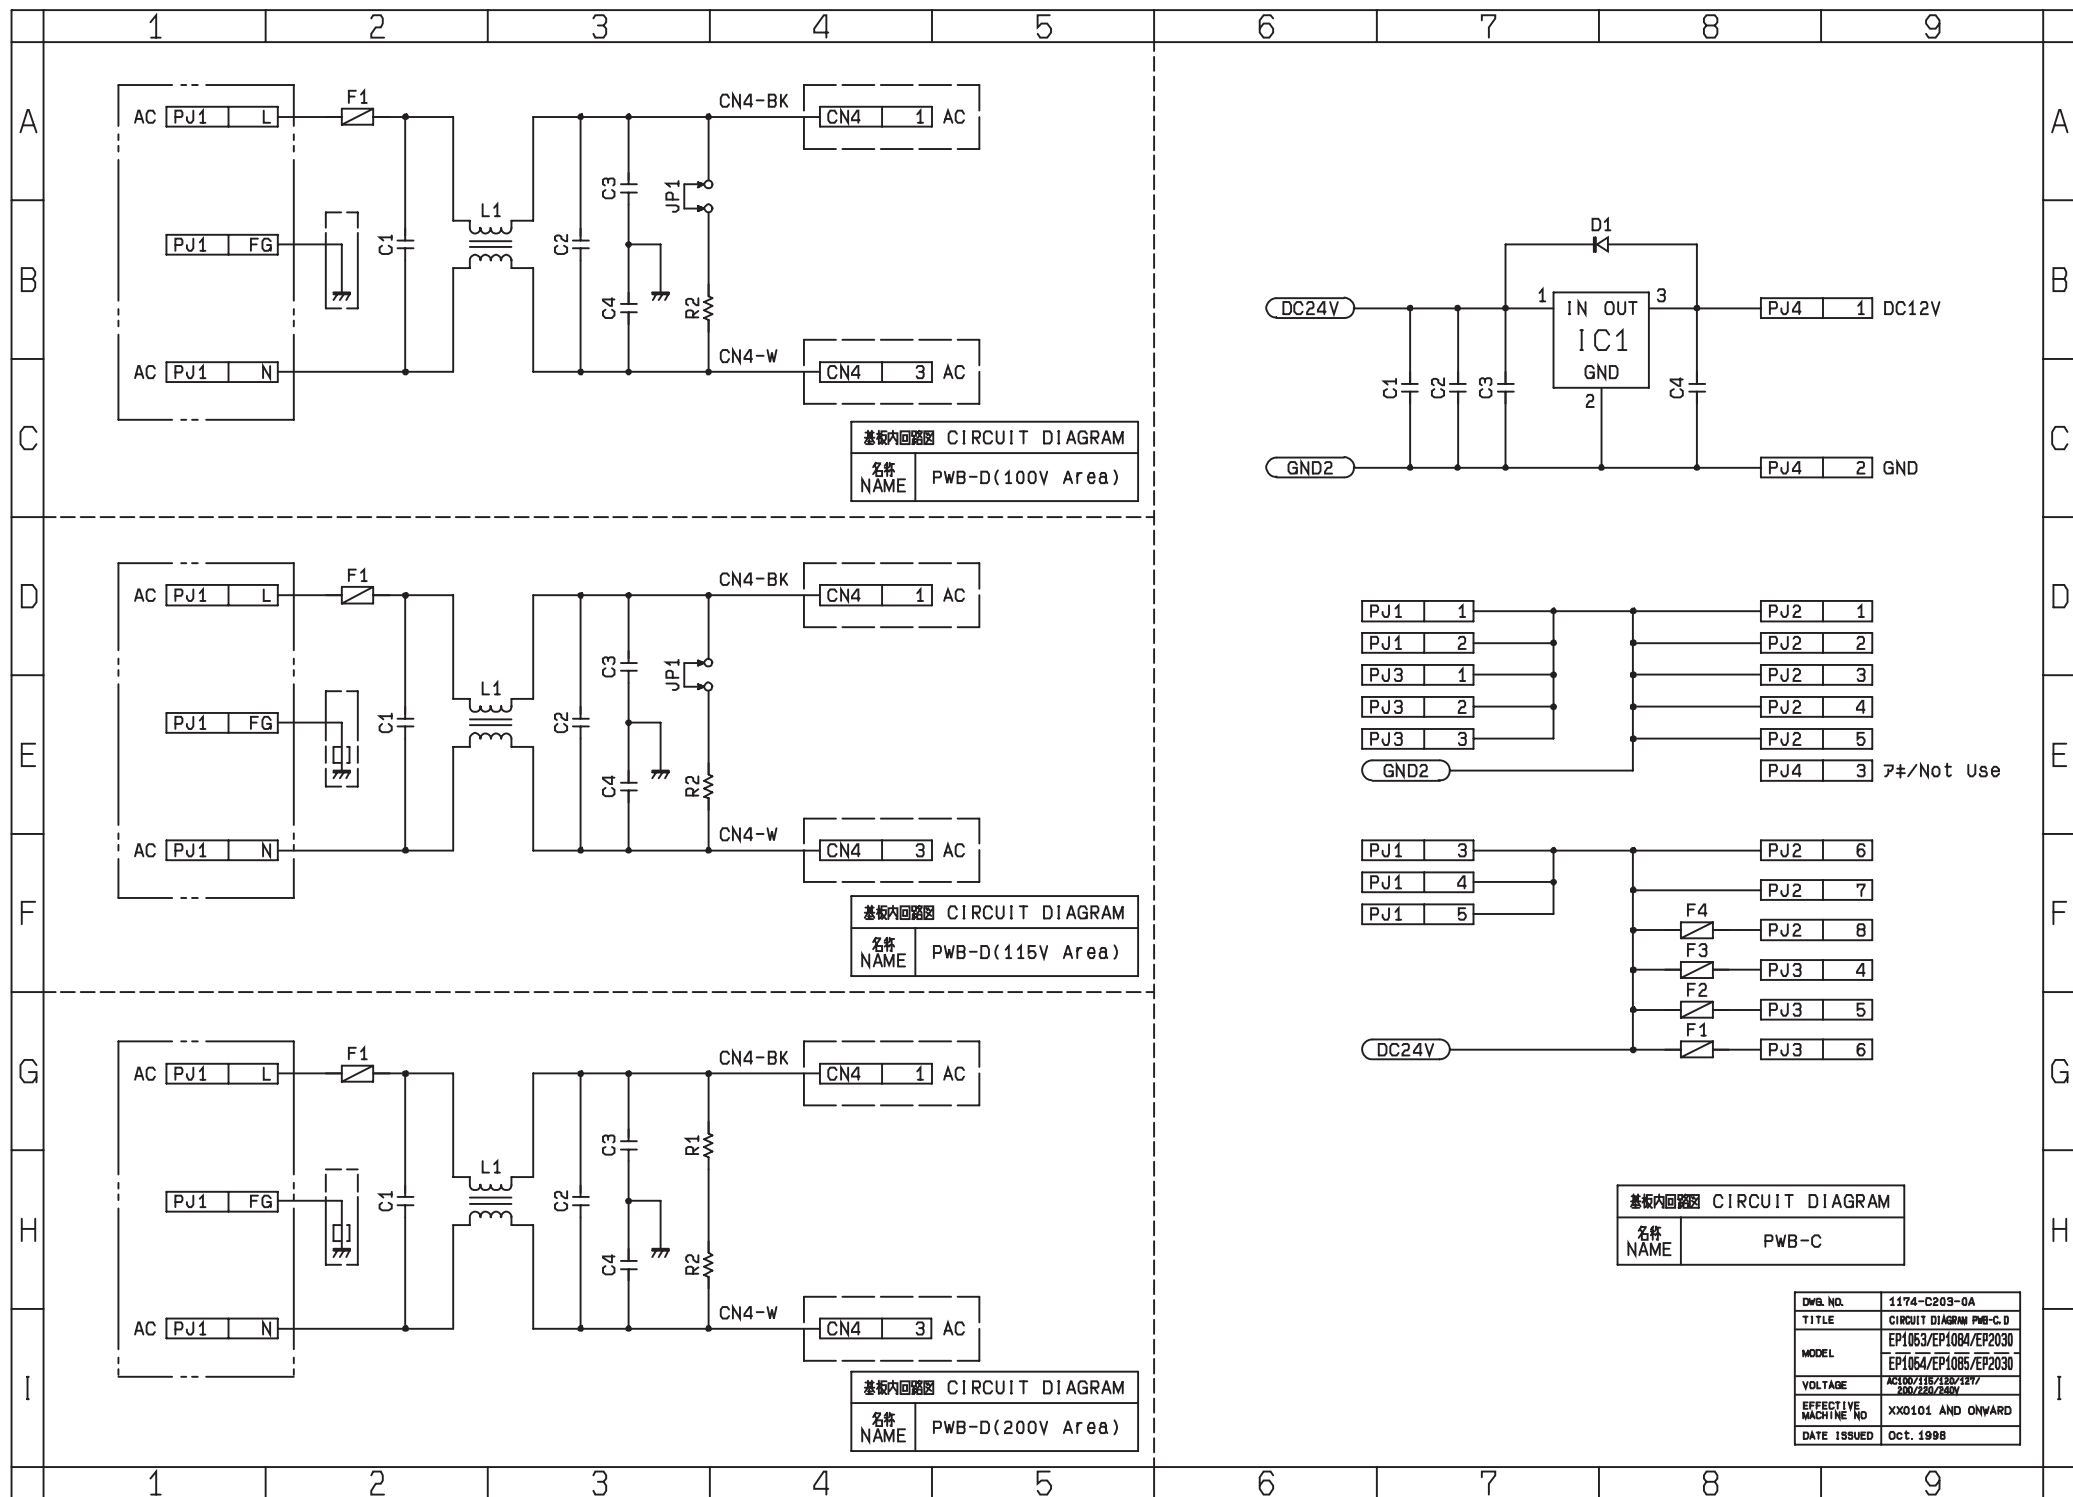 1 2 3 4 5 6 7 8 9
A
AC PJ1 L
F1
CN4-BK
CN4 1 AC
A
C3
JP1
L1
B
PJ1 FG
C1
C2
C4
R2
D1
B
DC24V
1 IN OUT 3
IC1
GND
2
PJ4 1 DC12V
AC PJ1 N
CN4-W
CN4 3 AC
C1
C2
C3
C4
C
基板内回路図 CIRCUIT DIAGRAM
名称
NAME
PWB-D(100V Area)
GND2
PJ4 2 GND
C
D
AC PJ1 L
F1
CN4-BK
CN4 1 AC
C3
JP1
L1
PJ1 FG
C1
C2
E
C4
R2
AC PJ1 N
CN4-W
CN4 3 AC
F
基板内回路図 CIRCUIT DIAGRAM
名称
NAME
PWB-D(115V Area)
D
PJ1 1
PJ1 2
PJ3 1
PJ3 2
PJ3 3
GND2
PJ2 1
PJ2 2
PJ2 3
PJ2 4
PJ2 5
PJ4 3 アキ/Not Use
E
PJ1 3
PJ1 4
PJ1 5
PJ2 6
PJ2 7
F4
PJ2 8
F3
PJ3 4
F2
PJ3 5
F1
PJ3 6
DC24V
F
G
AC PJ1 L
F1
CN4-BK
CN4 1 AC
G
C3
R1
L1
H
PJ1 FG
C1
C2
C4
R2
AC PJ1 N
CN4-W
CN4 3 AC
I
基板内回路図 CIRCUIT DIAGRAM
名称
NAME
PWB-D(200V Area)
基板内回路図 CIRCUIT DIAGRAM
名称
NAME
PWB-C
H
DWG. NO. 1174-C203-0A
TITLE CIRCUIT DIAGRAM PWB-C, D
MODEL
EP1053/EP1084/EP2030
EP1054/EP1085/EP2030
VOLTAGE
AC100/115/120/127/
200/220/240V
EFFECTIVE
MACHINE NO
XX0101 AND ONWARD
DATE ISSUED Oct. 1998
I
1 2 3 4 5 6 7 8 9